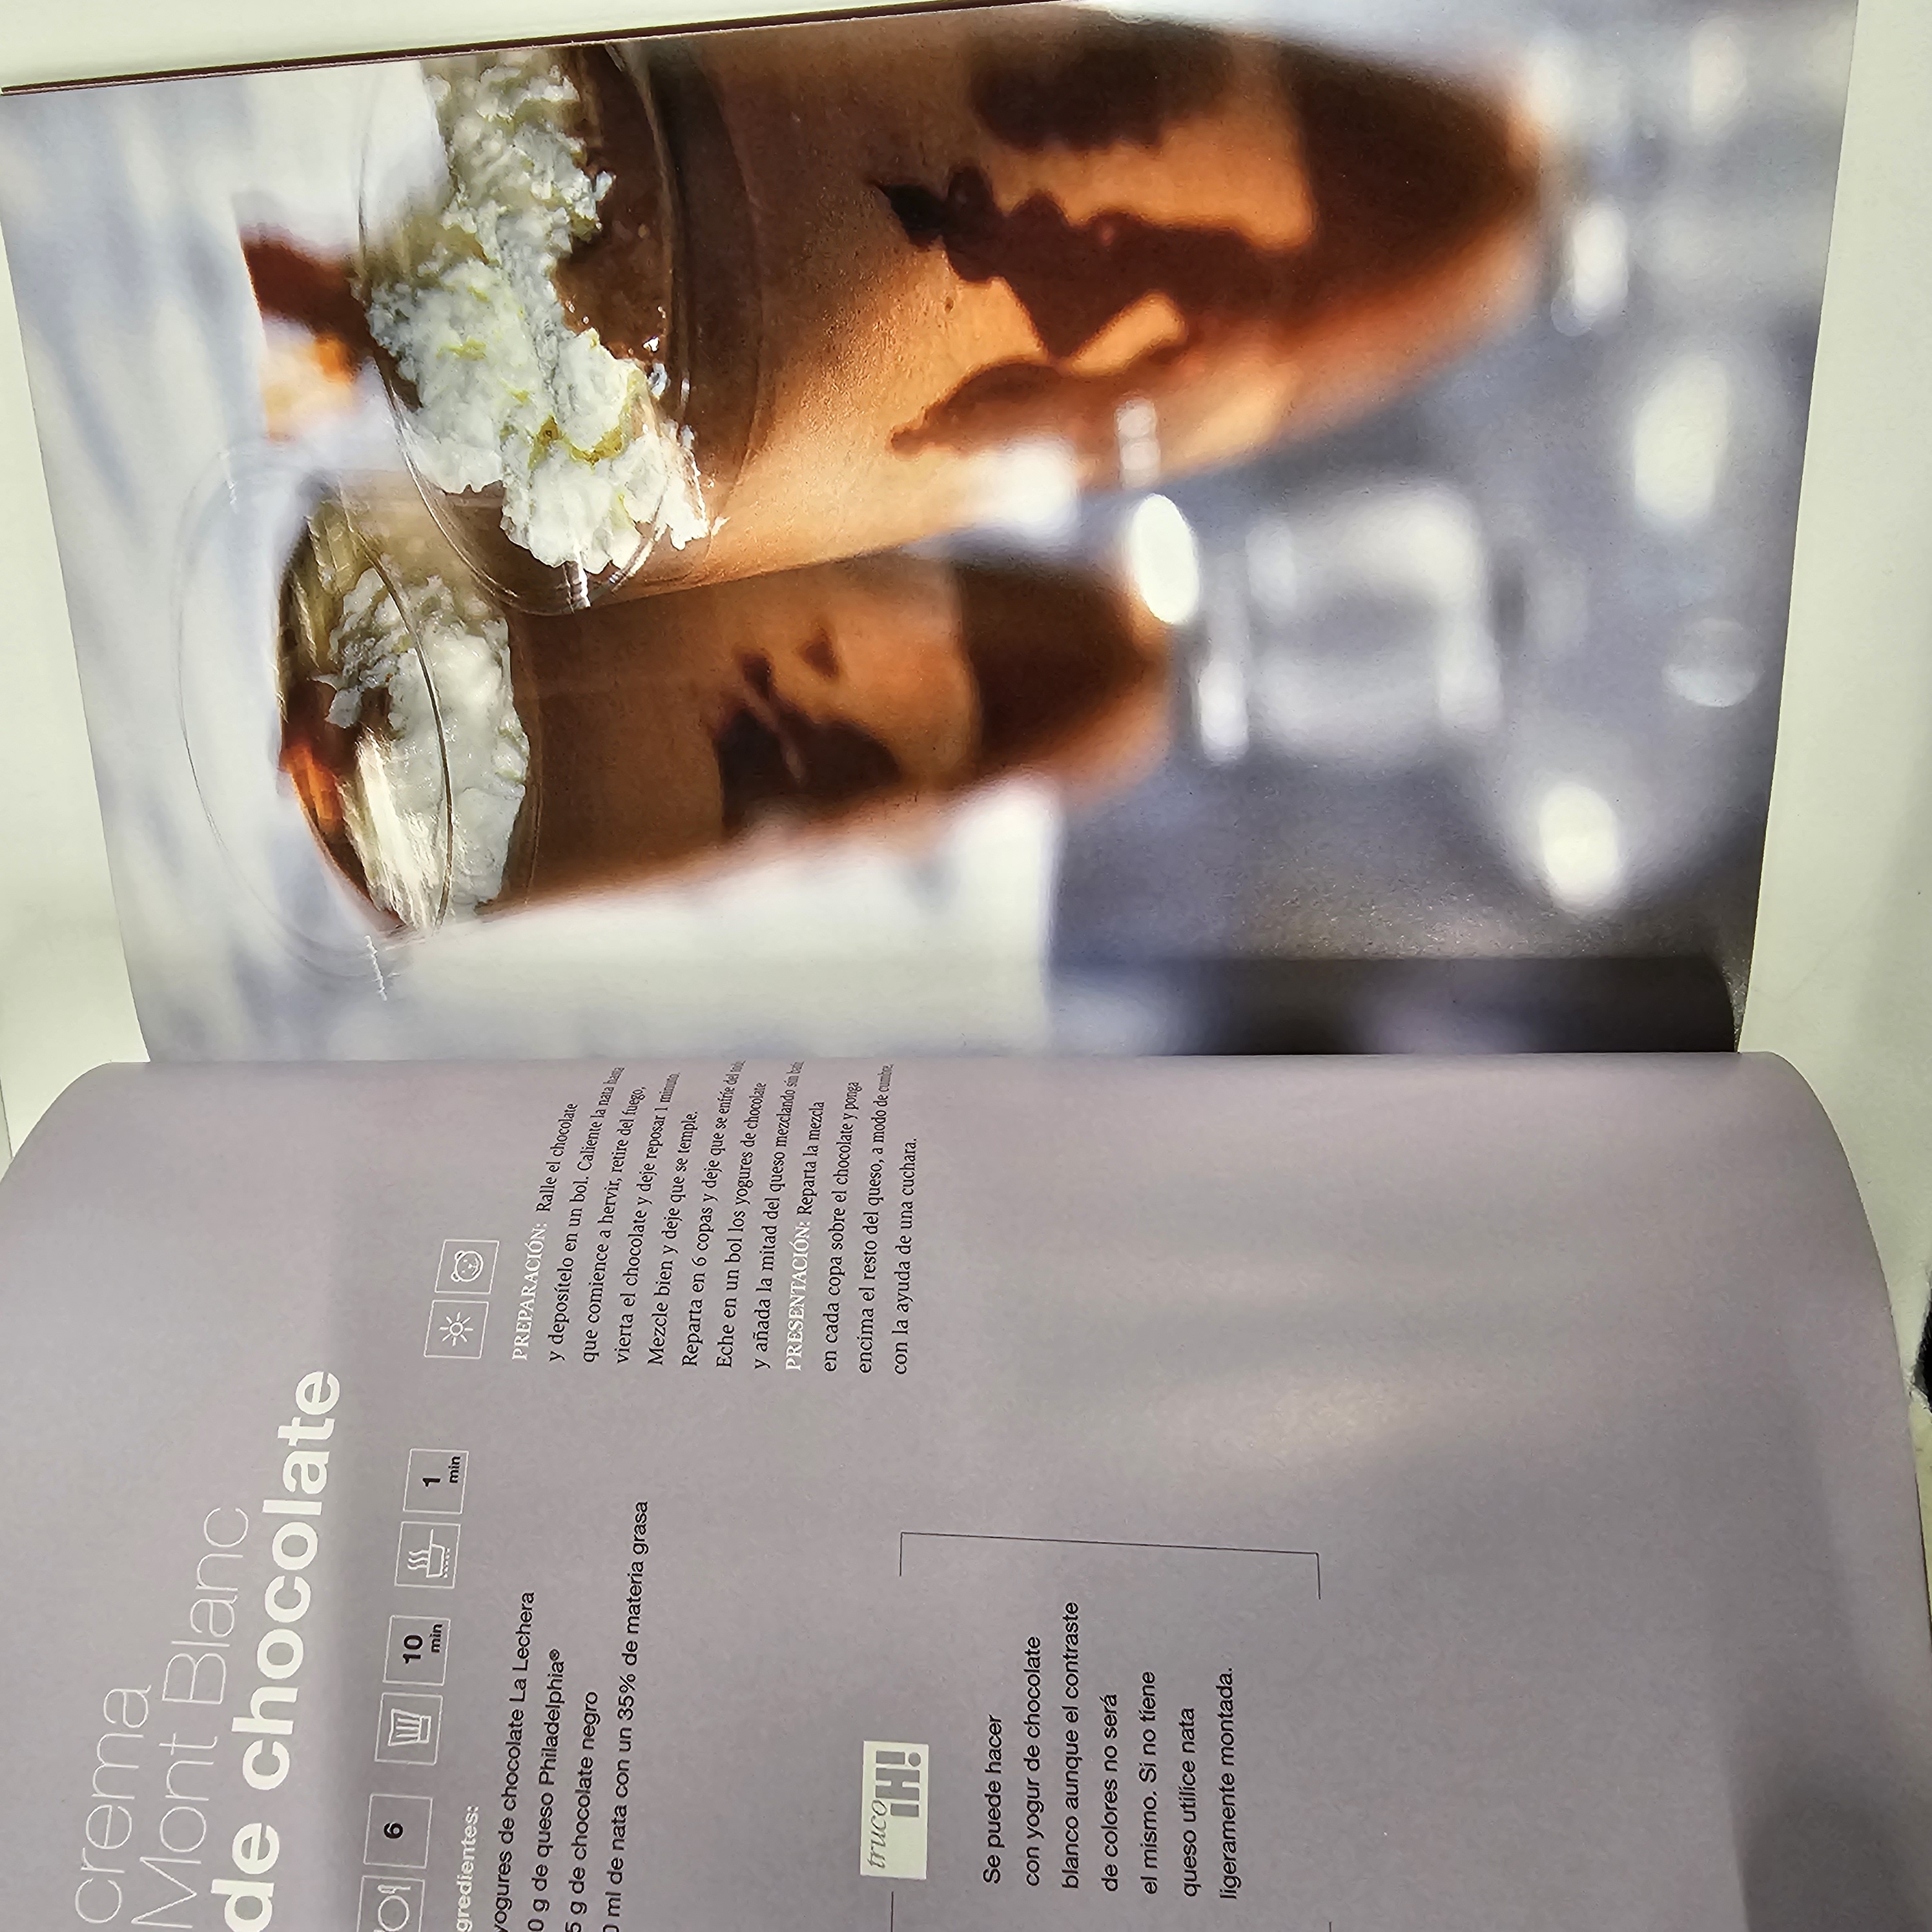 crema
Mont Blanc
de chocolate
6
10
min
1
min
gredientes:
yogures de chocolate La Lechera
0 g de queso Philadelphia®
5 g de chocolate negro
0 ml de nata con un 35% de materia grasa
PREPARACIÓN: Ralle el chocolate
y deposítelo en un bol. Caliente la nata hasta
que comience a hervir, retire del fuego,
vierta el chocolate y deje reposar 1 minuto.
Mezcle bien y deje que se temple.
Reparta en 6 copas y deje que se enfríe del todo.
Eche en un bol los yogures de chocolate
y añada la mitad del queso mezclando sin batir.
PRESENTACIÓN: Reparta la mezcla
en cada copa sobre el chocolate y ponga
encima el resto del queso, a modo de cumbre,
con la ayuda de una cuchara.
truco
¡H!
Se puede hacer
con yogur de chocolate
blanco aunque el contraste
de colores no será
el mismo. Si no tiene
queso utilice nata
ligeramente montada.